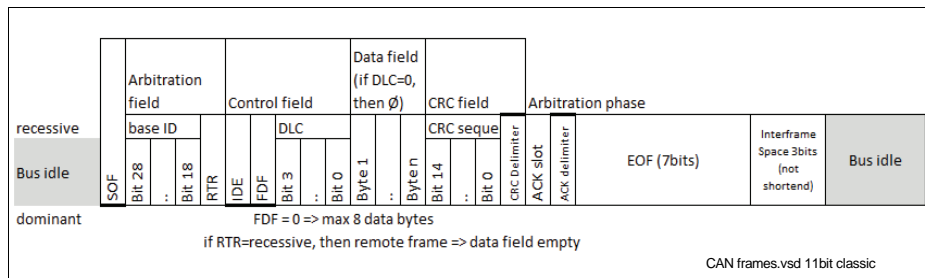 Data field
Arbitration (if DLC=0,
field Control field then Ø) CRC field Arbitration phase
recessive base ID DLC CRC seque
Bus idle SOF Bit 28 .. Bit 18 RTR IDE FDF Bit 3 .. Bit 0 Byte 1 .. Byte n Bit 14 .. Bit 0 CRC Delimiter ACK slot ACK delimiter EOF (7bits) Interframe Space 3bits (not shortend) Bus idle
dominant FDF = 0 => max 8 data bytes
if RTR=recessive, then remote frame => data field empty
CAN frames.vsd 11bit classic